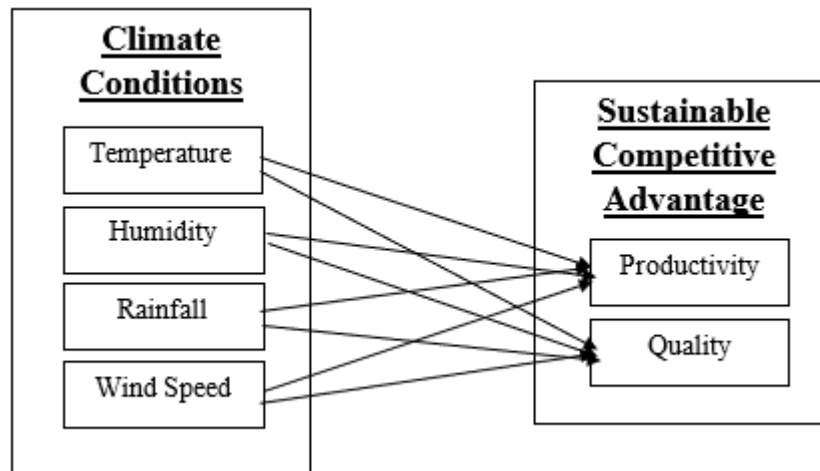 Climate
Conditions
Temperature
Humidity
Rainfall
Wind Speed
Sustainable
Competitive
Advantage
Productivity
Quality